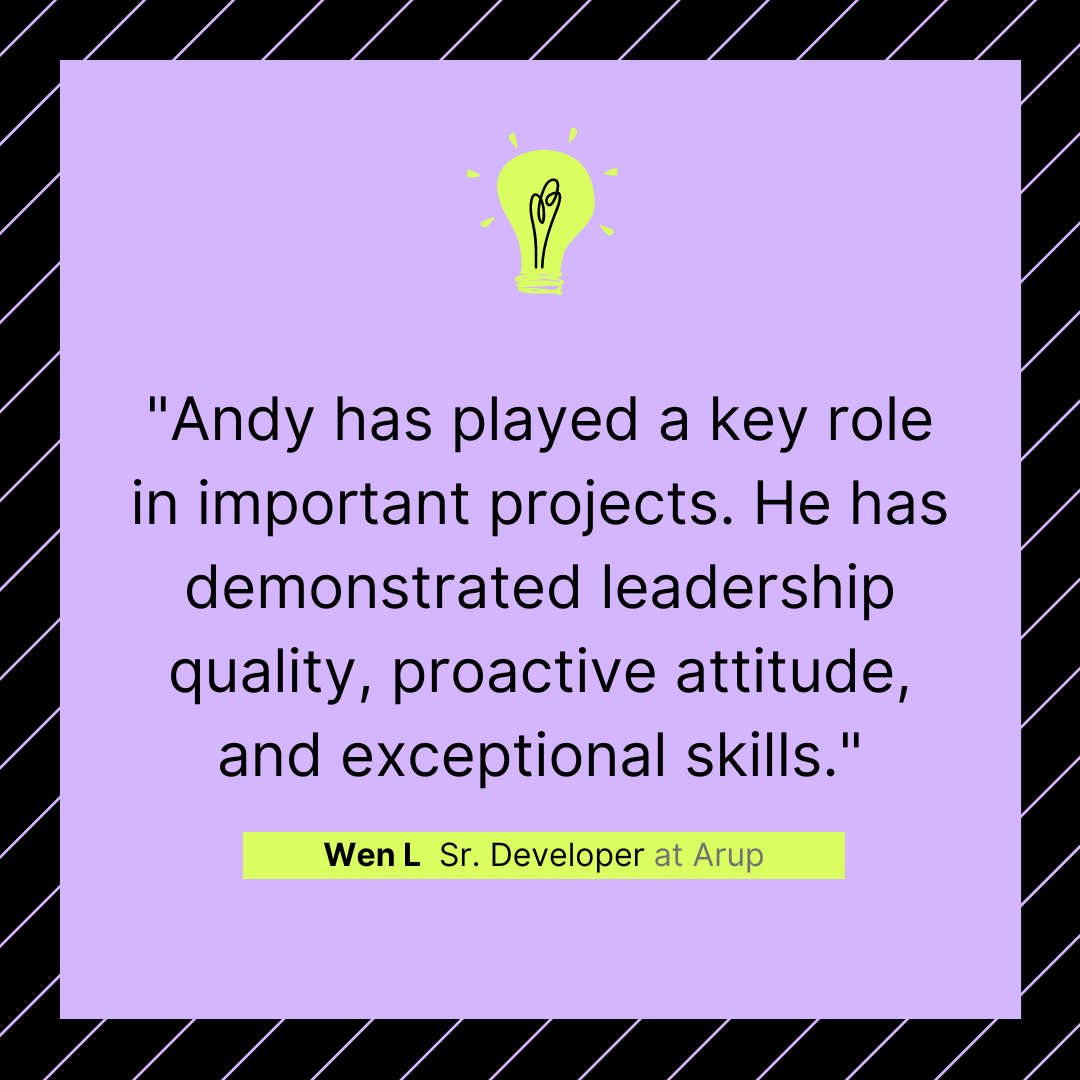 "Andy has played a key role
in important projects. He has
demonstrated leadership
quality, proactive attitude,
and exceptional skills."
Wen L Sr. Developer at Arup